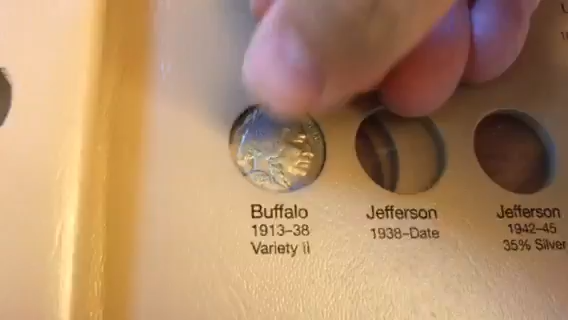 Buffalo
1913–38
Variety II
Jefferson
1938–Date
Jefferson
1942–45
35% Silver